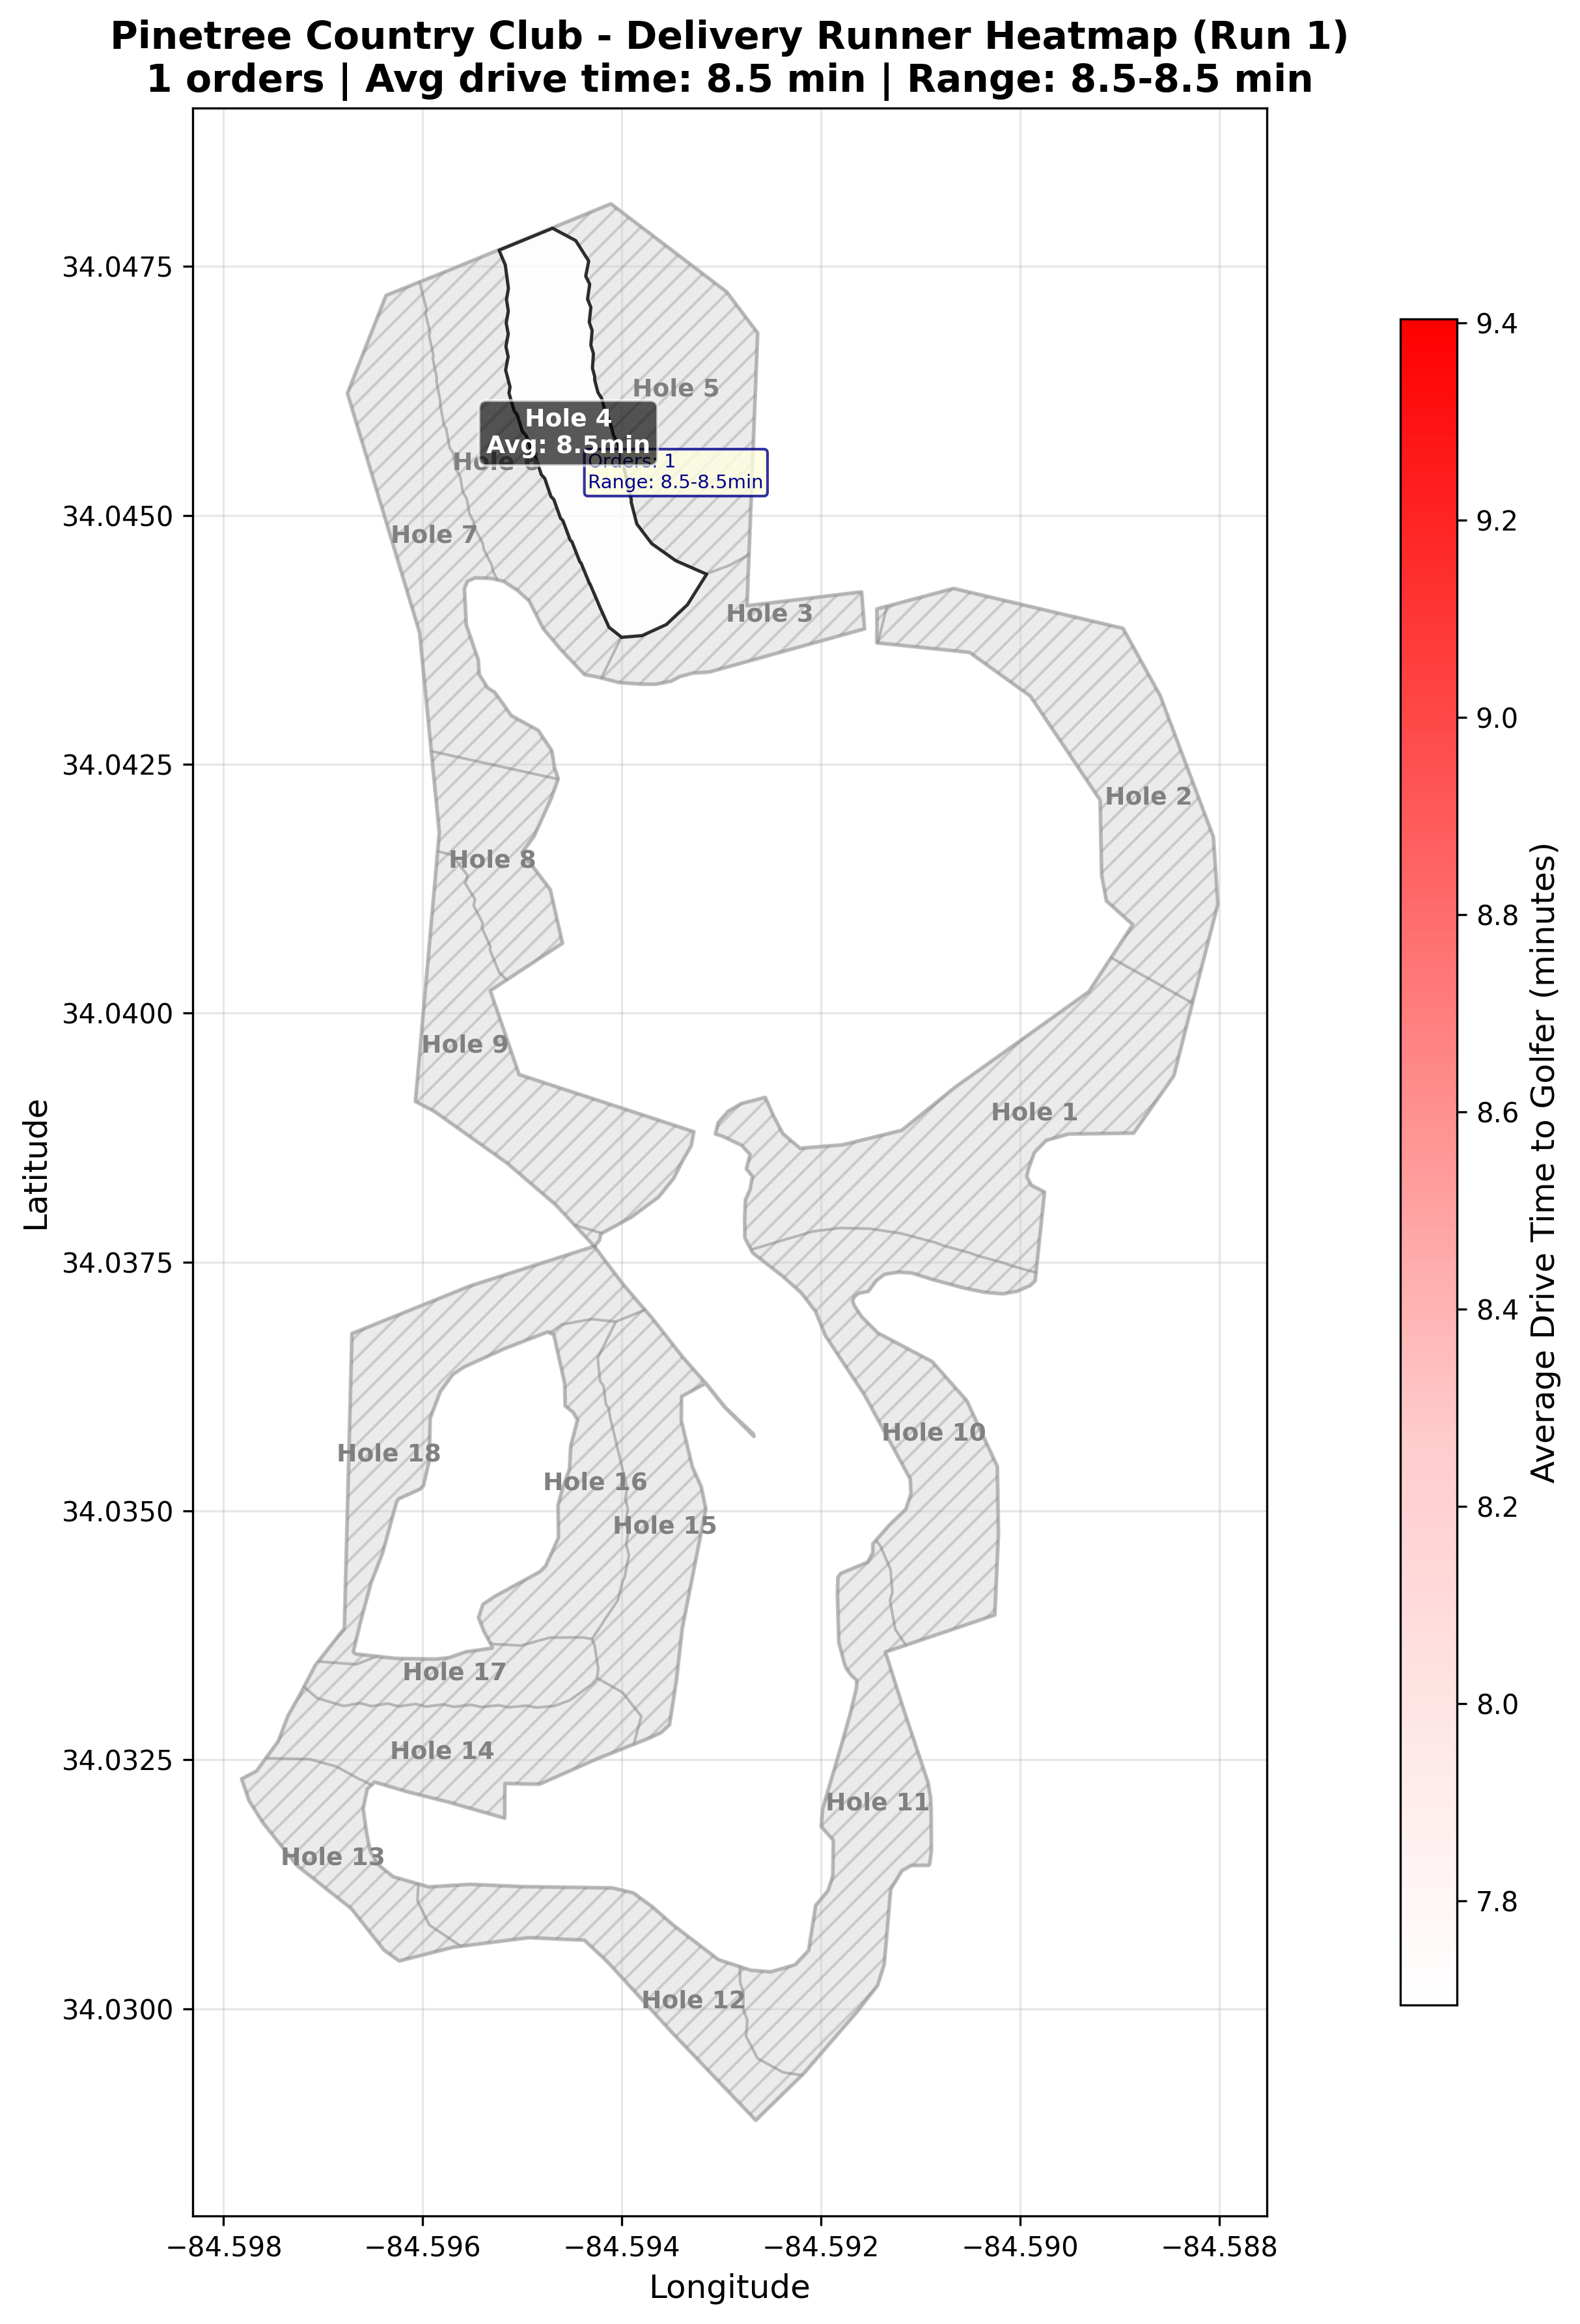 Pinetree Country Club - Delivery Runner Heatmap (Run 1)
1 orders | Avg drive time: 8.5 min | Range: 8.5-8.5 min
34.0475
34.0450
34.0425
34.0400
34.0375
34.0350
34.0325
34.0300
Latitude
Hole 5
Hole 4
Avg: 8.5min
Orders: 1
Range: 8.5-8.5min
Hole
Hole 7
Hole 3
Hole 2
Hole 8
Hole 9
Hole 1
Hole 10
Hole 18
Hole 16
Hole 15
Hole 17
Hole 14
Hole 11
Hole 13
Hole 12
−84.598
−84.596
−84.594
−84.592
−84.590
−84.588
Longitude
9.4
9.2
9.0
8.8
8.6
8.4
8.2
8.0
7.8
Average Drive Time to Golfer (minutes)